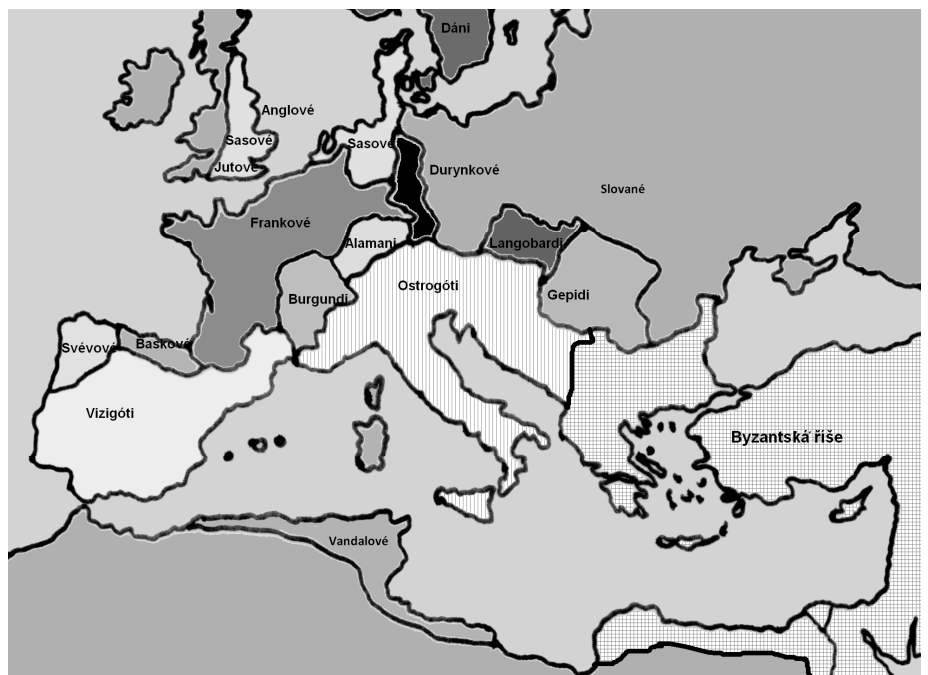 Dáni
Anglové
Sasové
Sasové
Jutové
Durynkové
Slované
Frankové
Alamani
Langobardi
Ostrogóti
Burgundi
Gepidi
Svévové
Baskové
Vizigóti
Byzantská říše
Vandalové